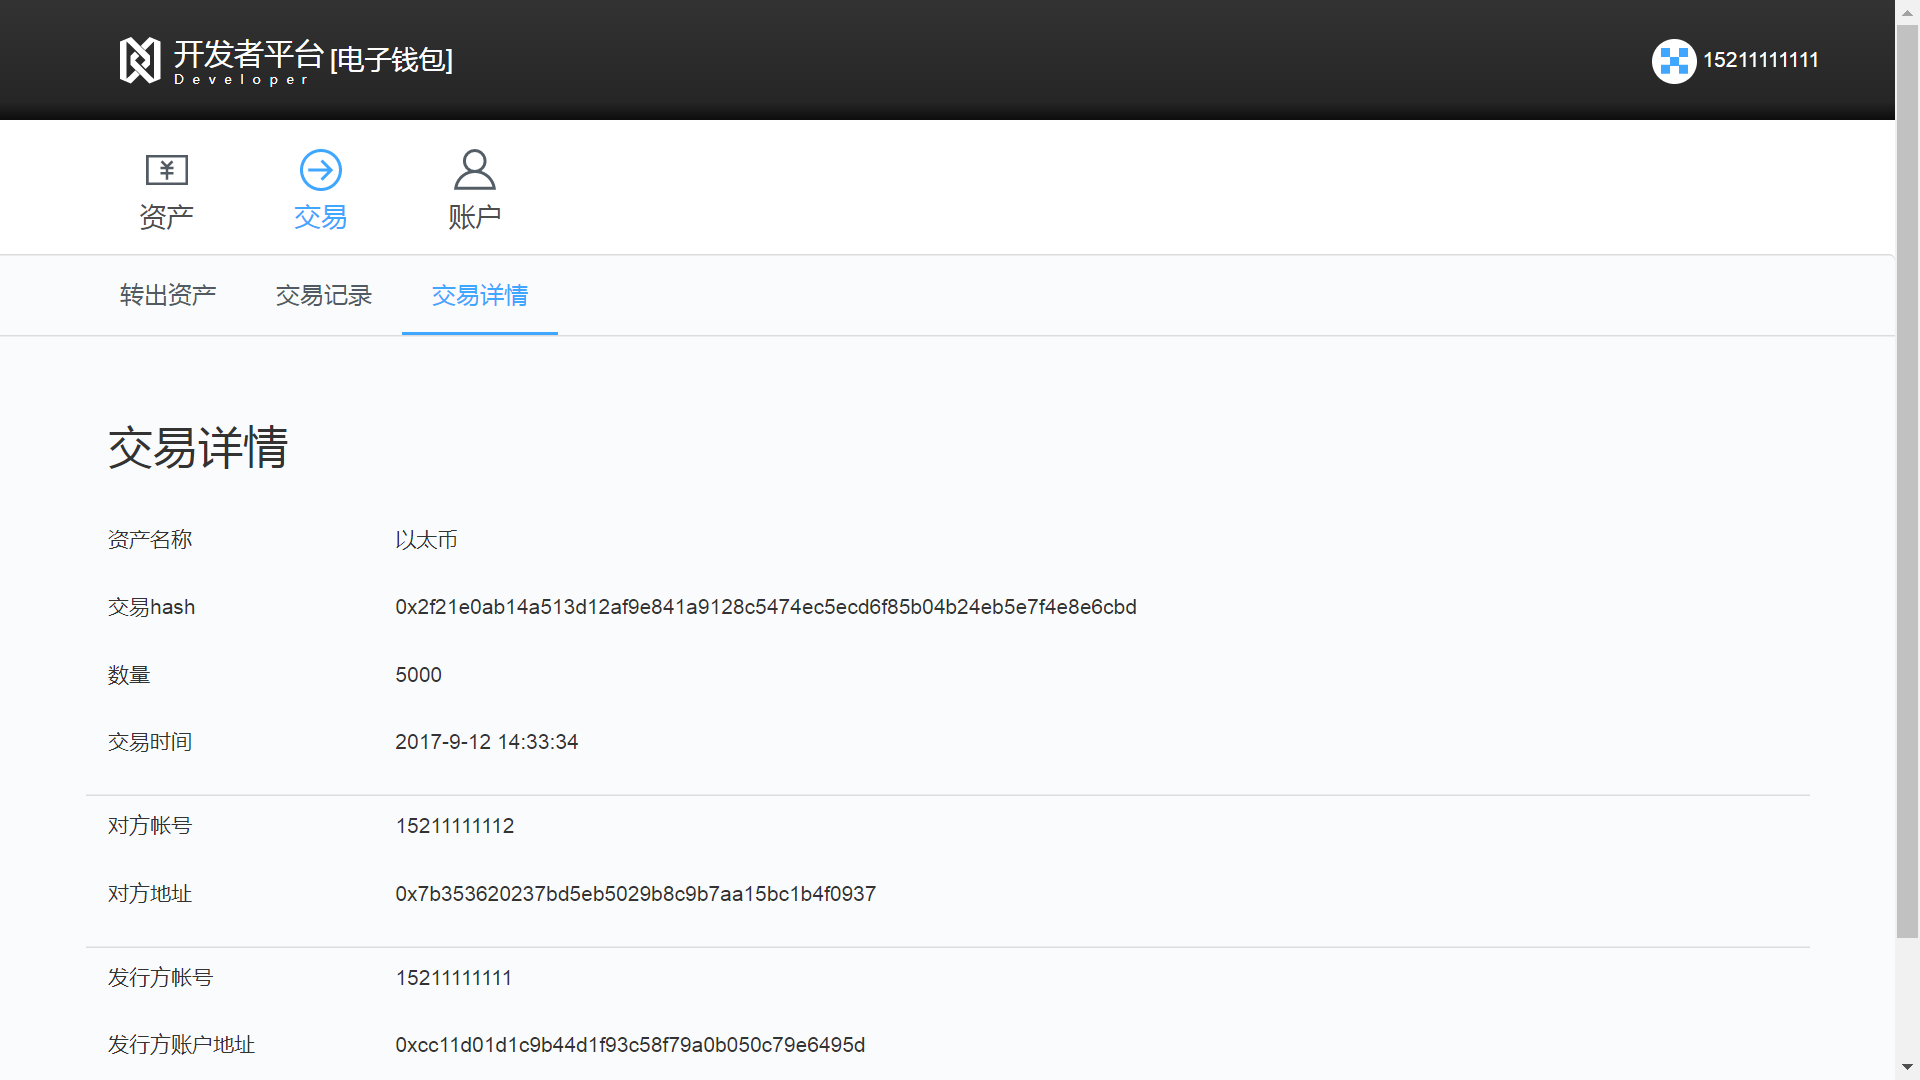 开发者平台 [电子钱包]
Developer
15211111111
资产
交易
账户
转出资产
交易记录
交易详情
交易详情
资产名称 以太币
交易hash 0x2f21e0ab14a513d12af9e841a9128c5474ec5ecd6f85b04b24eb5e7f4e8e6cbd
数量 5000
交易时间 2017-9-12 14:33:34
对方帐号 15211111112
对方地址 0x7b353620237bd5eb5029b8c9b7aa15bc1b4f0937
发行方帐号 15211111111
发行方账户地址 0xcc11d01d1c9b44d1f93c58f79a0b050c79e6495d